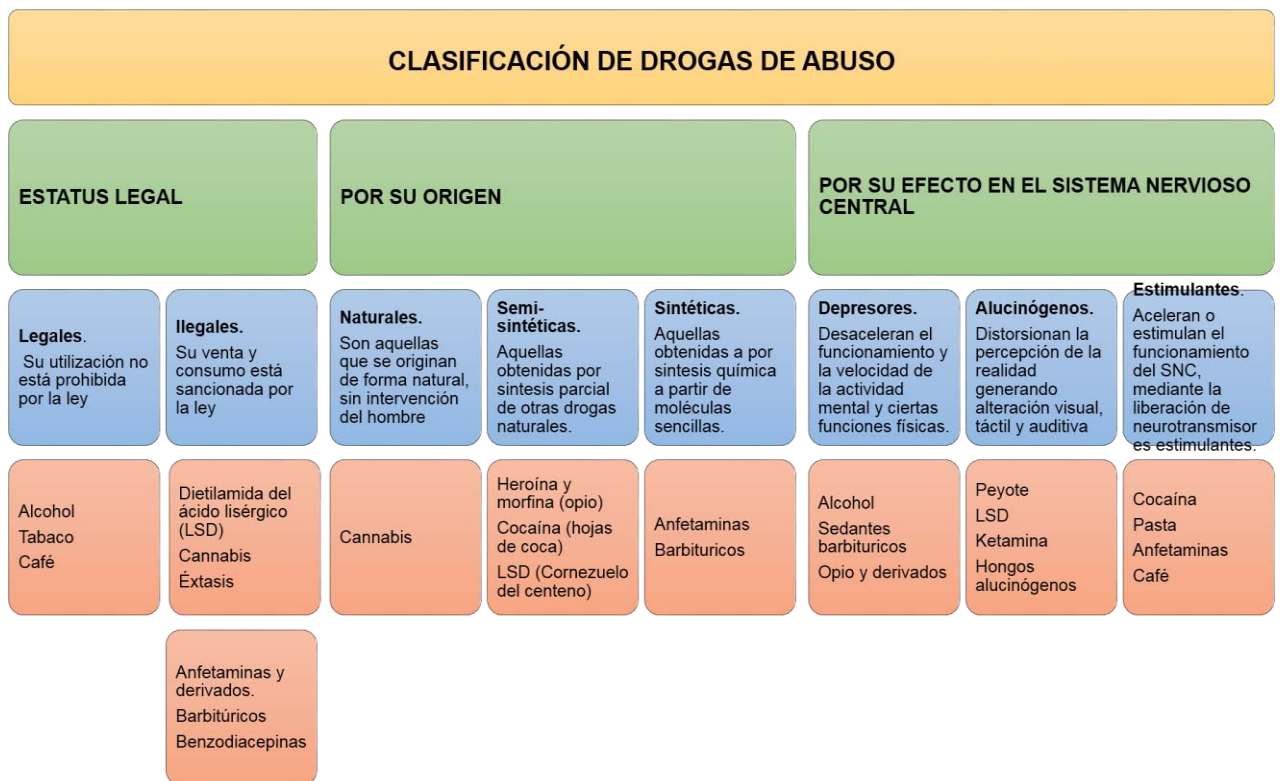 CLASIFICACIÓN DE DROGAS DE ABUSO
ESTATUS LEGAL
POR SU ORIGEN
POR SU EFECTO EN EL SISTEMA NERVIOSO
CENTRAL
Legales.
Su utilización no
está prohibida
por la ley
Ilegales.
Su venta y
consumo está
sancionada por
la ley
Naturales.
Son aquellas
que se originan
de forma natural,
sin intervención
del hombre
Semi-
sintéticas.
Aquellas
obtenidas por
sintesis parcial
de otras drogas
naturales.
Sintéticas.
Aquellas
obtenidas a por
sintesis química
a partir de
moléculas
sencillas.
Depresores.
Desaceleran el
funcionamiento y
la velocidad de
la actividad
mental y ciertas
funciones físicas.
Alucinógenos.
Distorsionan la
percepción de la
realidad
generando
alteración visual,
táctil y auditiva
Estimulantes.
Aceleran o
estimulan el
funcionamiento
del SNC,
mediante la
liberación de
neurotransmisor
es estimulantes.
Alcohol
Tabaco
Café
Dietilamida del
ácido lisérgico
(LSD)
Cannabis
Éxtasis
Cannabis
Heroína y
morfina (opio)
Cocaína (hojas
de coca)
LSD (Cornezuelo
del centeno)
Anfetaminas
Barbituricos
Alcohol
Sedantes
barbituricos
Opio y derivados
Peyote
LSD
Ketamina
Hongos
alucinógenos
Cocaína
Pasta
Anfetaminas
Café
Anfetaminas y
derivados.
Barbitúricos
Benzodiacepinas